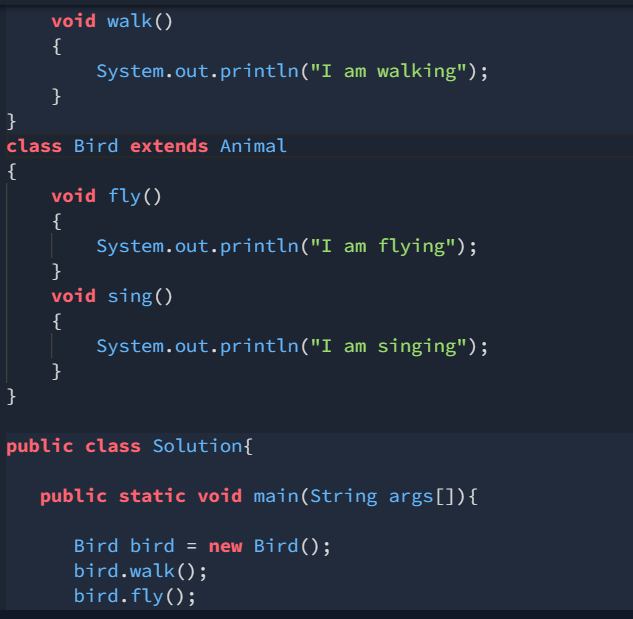 void walk()
    {
        System.out.println("I am walking");
    }
}
class Bird extends Animal
{
    void fly()
    {
        System.out.println("I am flying");
    }
    void sing()
    {
        System.out.println("I am singing");
    }
}
public class Solution{
   public static void main(String args[]){
      Bird bird = new Bird();
      bird.walk();
      bird.fly();